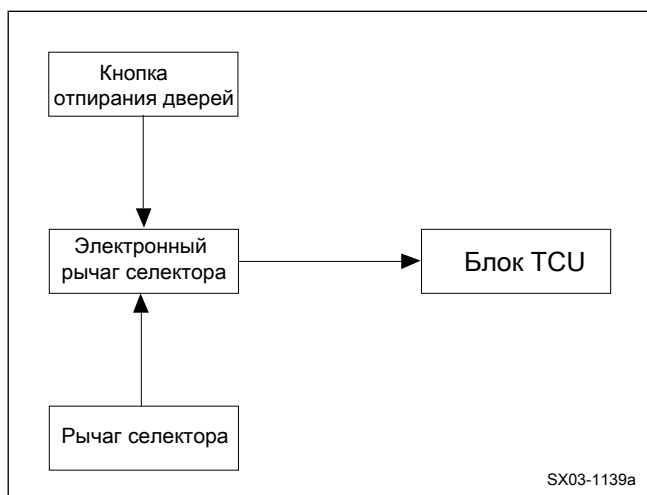 Кнопка
отпирания дверей
Электронный
рычаг селектора
Блок TCU
Рычаг селектора
SX03-1139a